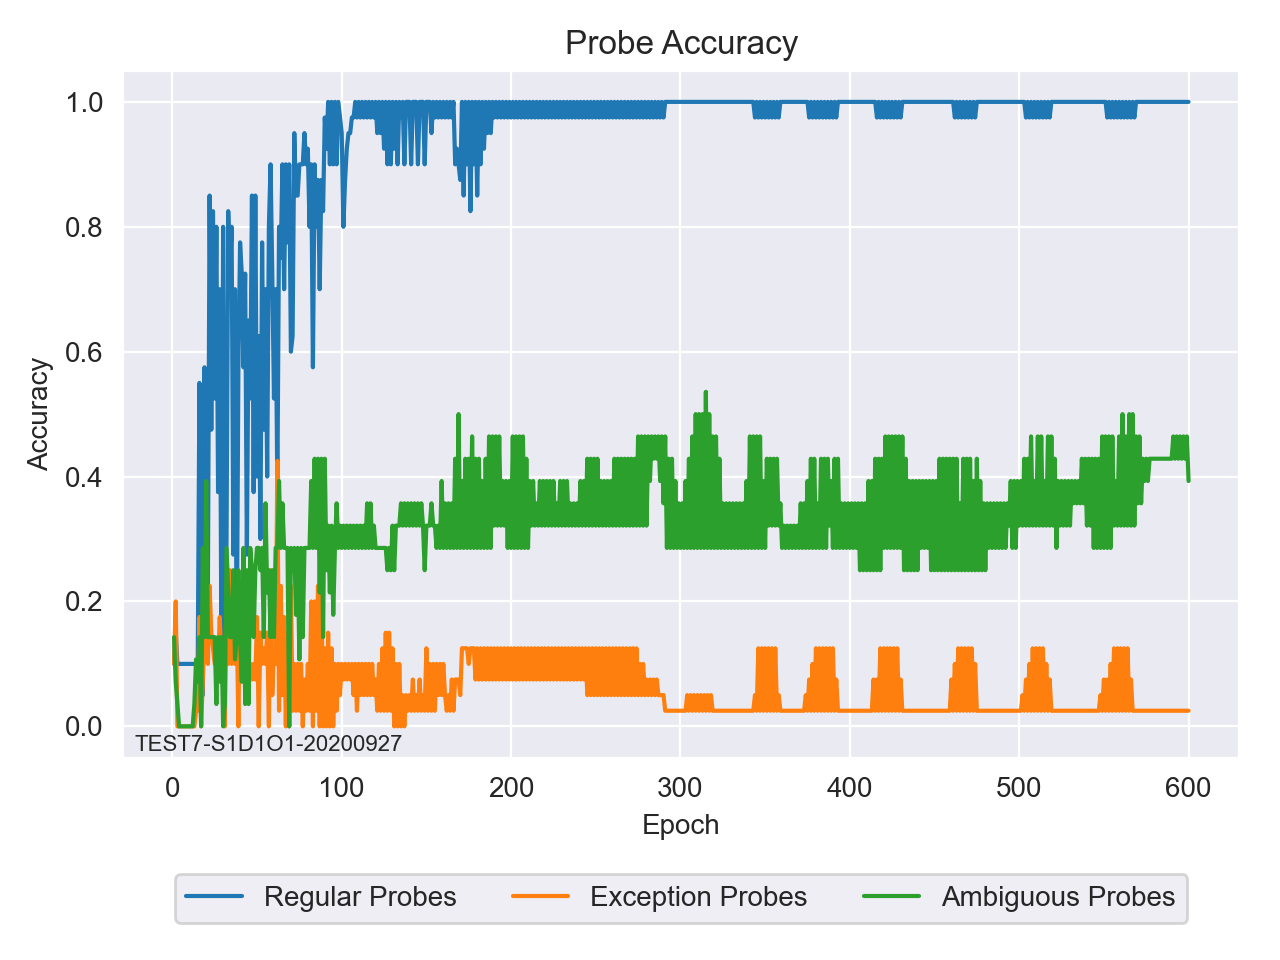 Probe Accuracy
1.0
0.8
0.6
0.4
0.2
0.0
Accuracy
TEST7-S1D1O1-20200927
0 100 200 300 400 500 600
Epoch
Regular Probes Exception Probes Ambiguous Probes